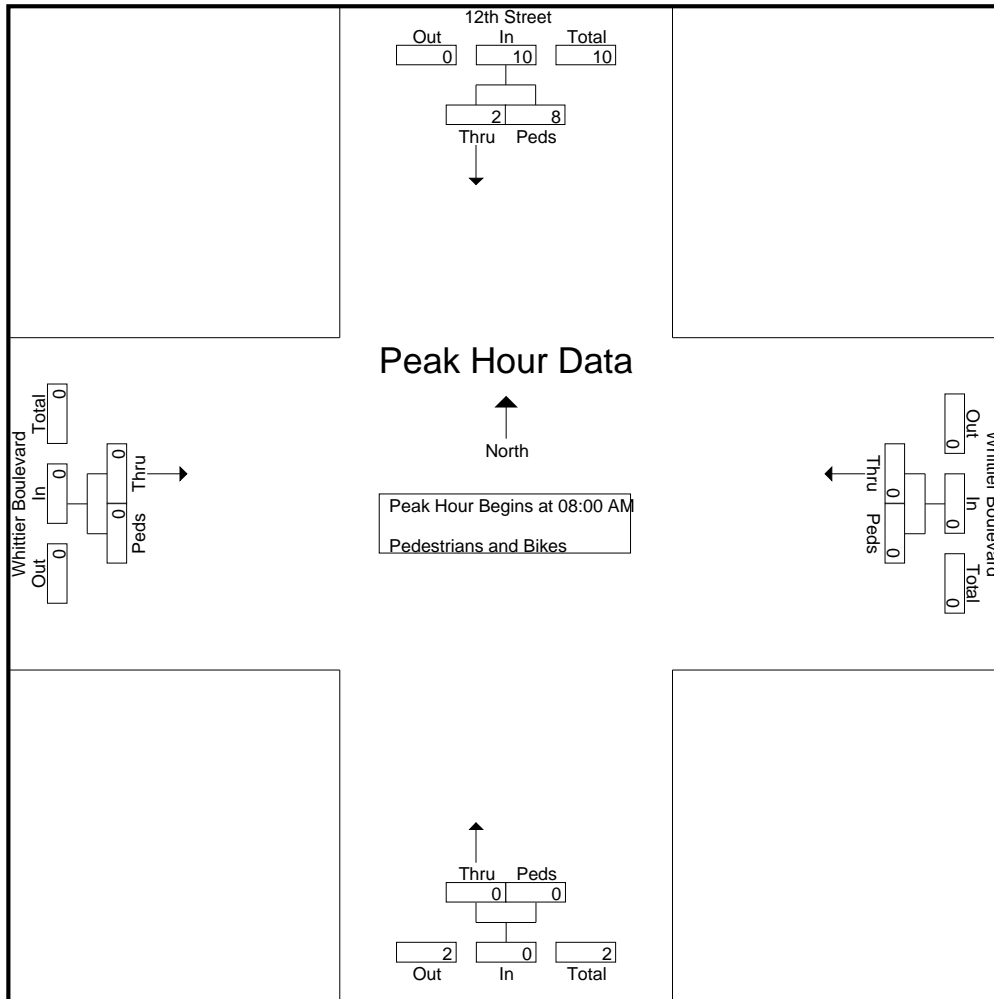 12th Street
Out In Total
0 10 10
2 8
Thru Peds
Peak Hour Data
North
Peak Hour Begins at 08:00 AM
Pedestrians and Bikes
Whittier Boulevard
Out In Total
0 0 0
0 0
Peds Thru
Whittier Boulevard
Out In Total
0 0 0
0 0
Thru Peds
Thru Peds
0 0
2 0 2
Out In Total